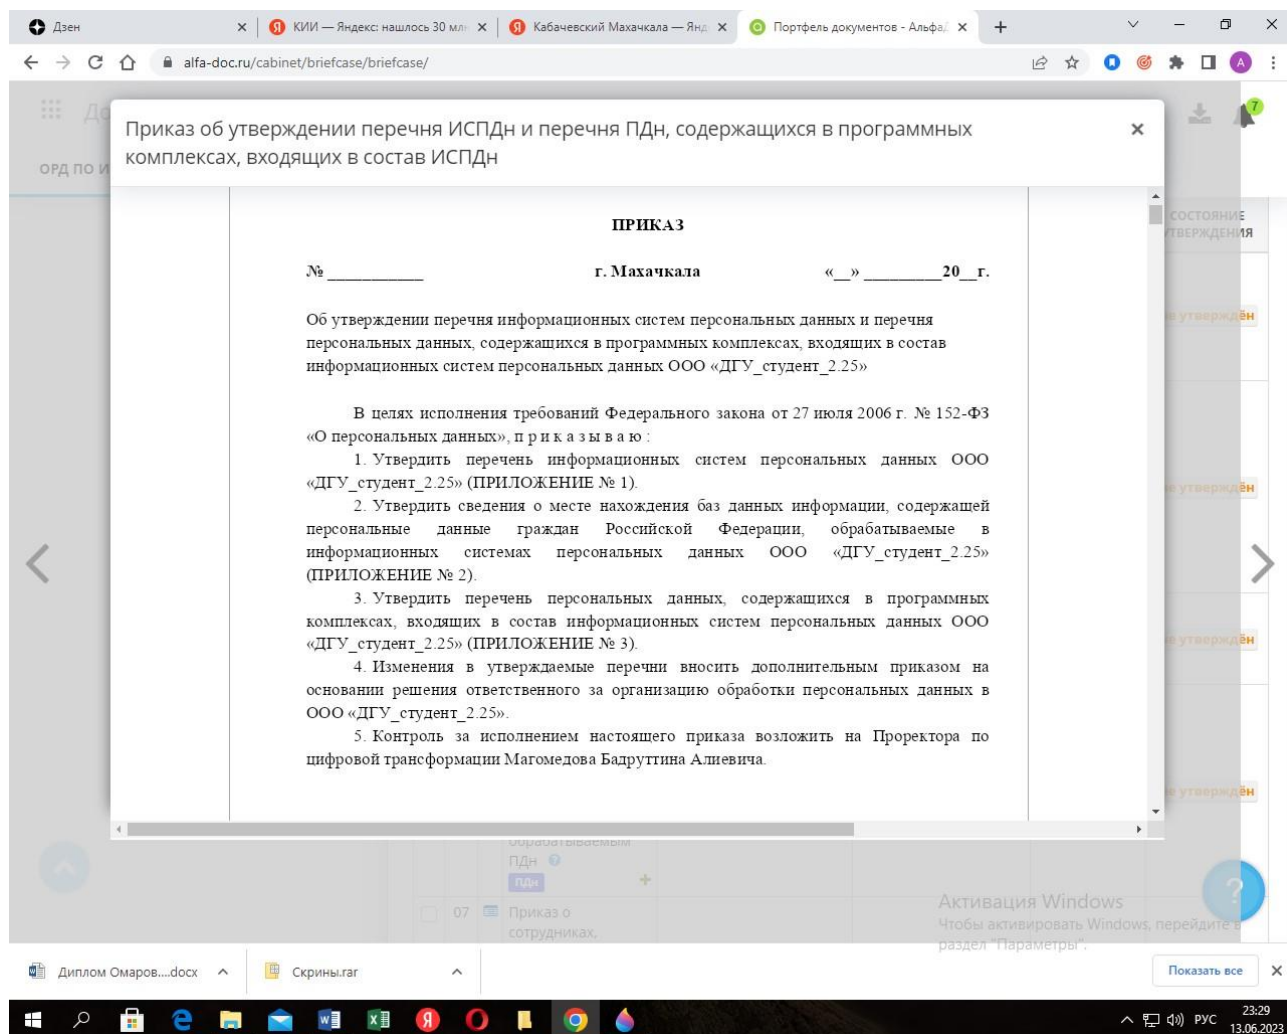 Дзен
КИИ — Яндекс: нашлось 30 млн
Кабачевский Махачкала — Янд
Портфель документов - АльфаД
alfa-doc.ru/cabinet/briefcase/briefcase/
А
7
ОРД ПО И
Приказ об утверждении перечня ИСПДн и перечня ПДн, содержащихся в программных
комплексах, входящих в состав ИСПДн
СОСТОЯНИЕ
УТВЕРЖДЕНИЯ
ПРИКАЗ
№ ___________ г. Махачкала «__» _________20__г.
Об утверждении перечня информационных систем персональных данных и перечня
персональных данных, содержащихся в программных комплексах, входящих в состав
информационных систем персональных данных ООО «ДГУ_студент_2.25»
В целях исполнения требований Федерального закона от 27 июля 2006 г. № 152-ФЗ
«О персональных данных», п р и к а з ы в а ю :
1. Утвердить перечень информационных систем персональных данных ООО
«ДГУ_студент_2.25» (ПРИЛОЖЕНИЕ № 1).
2. Утвердить сведения о месте нахождения баз данных информации, содержащей
персональные данные граждан Российской Федерации, обрабатываемые в
информационных системах персональных данных ООО «ДГУ_студент_2.25»
(ПРИЛОЖЕНИЕ № 2).
3. Утвердить перечень персональных данных, содержащихся в программных
комплексах, входящих в состав информационных систем персональных данных ООО
«ДГУ_студент_2.25» (ПРИЛОЖЕНИЕ № 3).
4. Изменения в утверждаемые перечни вносить дополнительным приказом на
основании решения ответственного за организацию обработки персональных данных в
ООО «ДГУ_студент_2.25».
5. Контроль за исполнением настоящего приказа возложить на Проректора по
цифровой трансформации Магомедова Бадруттина Алиевича.
е утверждён
е утверждён
е утверждён
е утверждён
обрабатываемым
ПДн
ПДн
07 Приказ о
сотрудниках,
Активация Windows
Чтобы активировать Windows, перейдите в
раздел "Параметры".
Диплом Омаров....docx
Скрины.rar
Показать все
РУС
23:29
13.06.2023